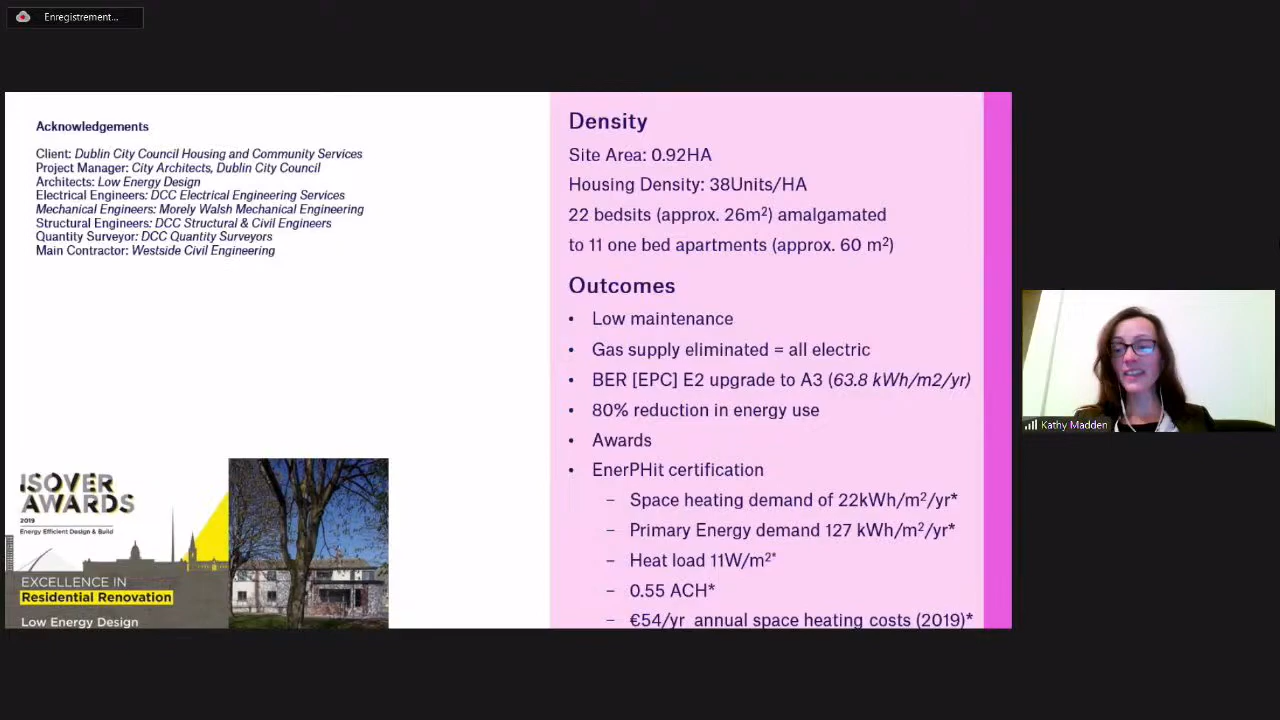 Enregistrement...
Acknowledgements
Client: Dublin City Council Housing and Community Services
Project Manager: City Architects, Dublin City Council
Architects: Low Energy Design
Electrical Engineers: DCC Electrical Engineering Services
Mechanical Engineers: Morely Walsh Mechanical Engineering
Structural Engineers: DCC Structural & Civil Engineers
Quantity Surveyor: DCC Quantity Surveyors
Main Contractor: Westside Civil Engineering
ISOVER
AWARDS
2019
Energy Efficient Design & Build
EXCELLENCE IN
Residential Renovation
Low Energy Design
Density
Site Area: 0.92HA
Housing Density: 38Units/HA
22 bedsits (approx. 26m²) amalgamated
to 11 one bed apartments (approx. 60 m²)
Outcomes
• Low maintenance
• Gas supply eliminated = all electric
• BER [EPC] E2 upgrade to A3 (63.8 kWh/m2/yr)
• 80% reduction in energy use
• Awards
• EnerPHit certification
– Space heating demand of 22kWh/m²/yr*
– Primary Energy demand 127 kWh/m²/yr*
– Heat load 11W/m²*
– 0.55 ACH*
– €54/yr annual space heating costs (2019)*
Kathy Madden